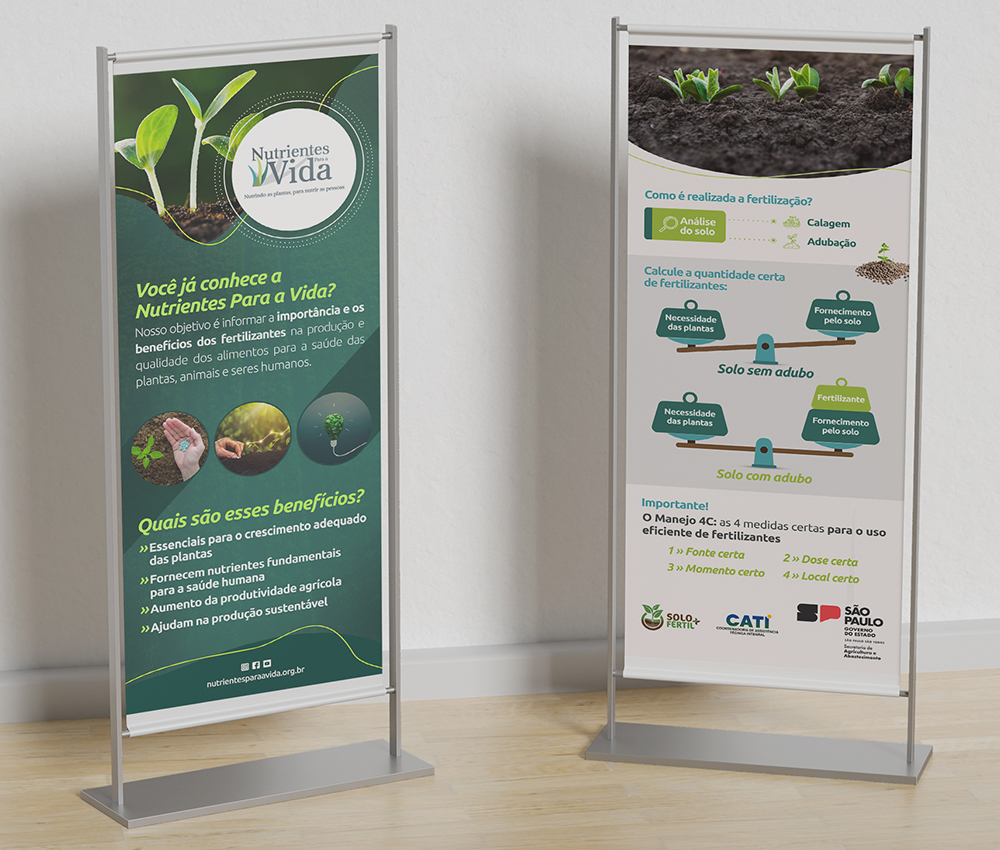 Nutrientes
Para a
Vida
Nutrindo as plantas, para nutrir as pessoas
Você já conhece a
Nutrientes Para a Vida?
Nosso objetivo é informar a importância e os
benefícios dos fertilizantes na produção e
qualidade dos alimentos para a saúde das
plantas, animais e seres humanos.
Quais são esses benefícios?
» Essenciais para o crescimento adequado
das plantas
» Fornecem nutrientes fundamentais
para a saúde humana
» Aumento da produtividade agrícola
» Ajudam na produção sustentável
nutrientesparaavida.org.br
Como é realizada a fertilização?
Análise
do solo
Calagem
Adubação
Calcule a quantidade certa
de fertilizantes:
Necessidade
das plantas
Fornecimento
pelo solo
Solo sem adubo
Necessidade
das plantas
Fertilizante
Fornecimento
pelo solo
Solo com adubo
Importante!
O Manejo 4C: as 4 medidas certas para o uso
eficiente de fertilizantes
1 » Fonte certa
2 » Dose certa
3 » Momento certo
4 » Local certo
SOLO+
FÉRTIL
CATI
COORDENADORIA DE ASSISTÊNCIA
TÉCNICA INTEGRAL
SP
SÃO
PAULO
GOVERNO
DO ESTADO
SÃO PAULO SÃO TODOS
Secretaria de
Agricultura e
Abastecimento